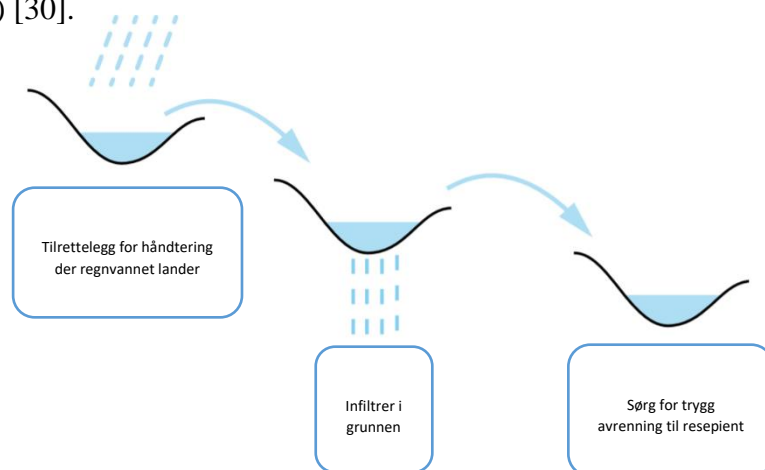 ) [30].
Tilrettelegg for håndtering
der regnvannet lander
Infiltrer i
grunnen
Sørg for trygg
avrenning til resepient